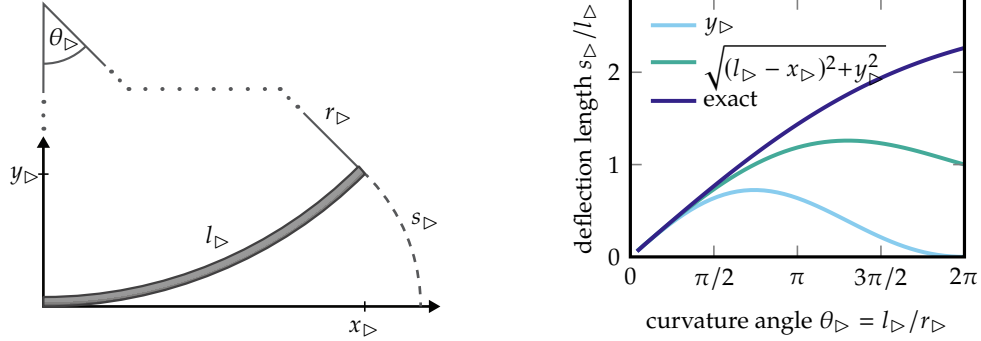 θ▷
r▷
y▷
l▷
s▷
x▷
deflection length s▷/l▷
y▷
√(l▷ − x▷)²+y▷²
exact
2
1
0
0
π/2
π
3π/2
2π
curvature angle θ▷ = l▷/r▷